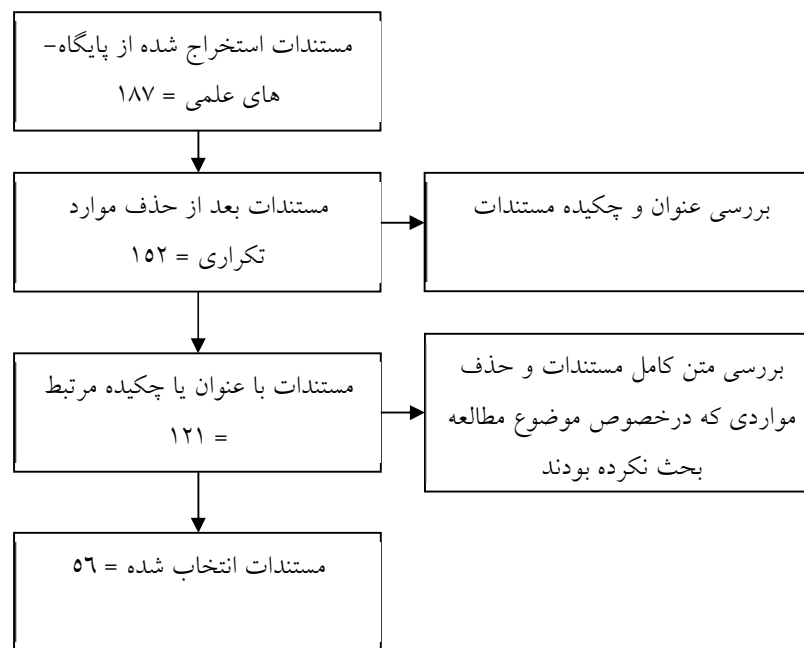 مستندات استخراج شده از پایگاه-
های علمی = ۱۸۷
مستندات بعد از حذف موارد
تکراری = ۱۵۲
بررسی عنوان و چکیده مستندات
مستندات با عنوان یا چکیده مرتبط
= ۱۲۱
بررسی متن کامل مستندات و حذف
مواردی که درخصوص موضوع مطالعه
بحث نکرده بودند
مستندات انتخاب شده = ۵۶